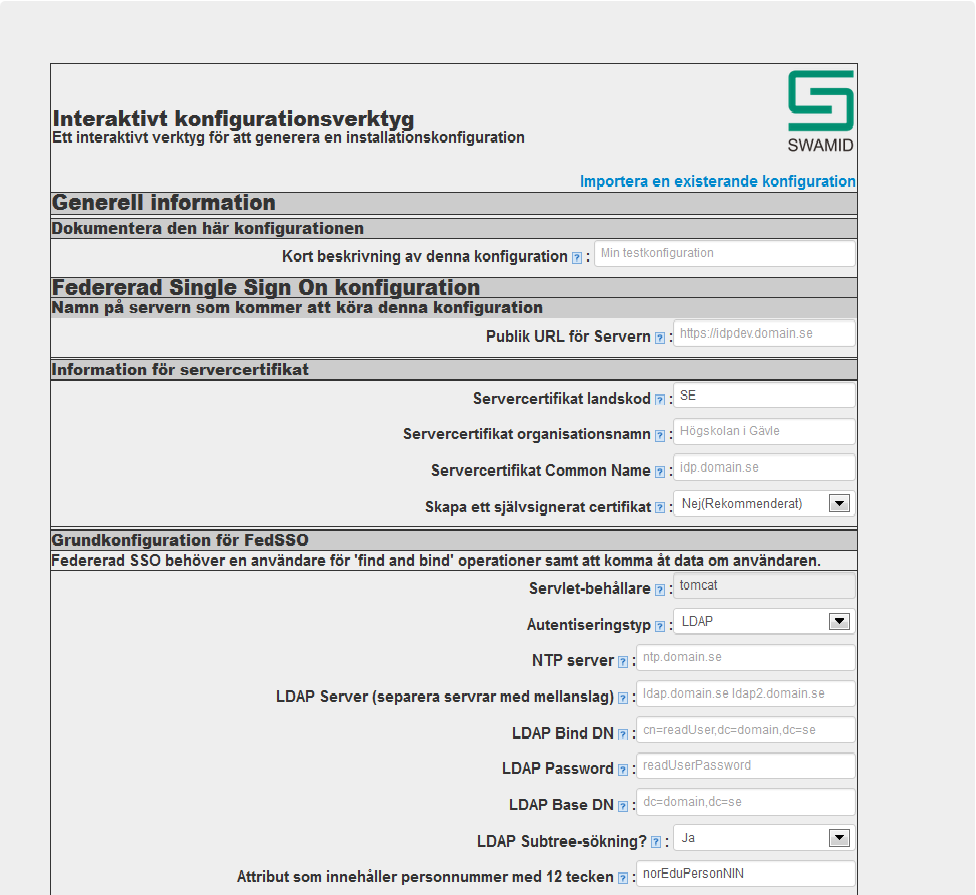 SWAMID
Interaktivt konfigurationsverktyg
Ett interaktivt verktyg för att generera en installationskonfiguration
Importera en existerande konfiguration
Generell information
Dokumentera den här konfigurationen
Kort beskrivning av denna konfiguration ? : Min testkonfiguration
Federerad Single Sign On konfiguration
Namn på servern som kommer att köra denna konfiguration
Publik URL för Servern ? : https://idpdev.domain.se
Information för servercertifikat
Servercertifikat landskod ? : SE
Servercertifikat organisationsnamn ? : Högskolan i Gävle
Servercertifikat Common Name ? : idp.domain.se
Skapa ett självsignerat certifikat ? : Nej(Rekommenderat)
Grundkonfiguration för FedSSO
Federerad SSO behöver en användare för 'find and bind' operationer samt att komma åt data om användaren.
Servlet-behållare ? : tomcat
Autentiseringstyp ? : LDAP
NTP server ? : ntp.domain.se
LDAP Server (separera servrar med mellanslag) ? : ldap.domain.se ldap2.domain.se
LDAP Bind DN ? : cn=readUser,dc=domain,dc=se
LDAP Password ? : readUserPassword
LDAP Base DN ? : dc=domain,dc=se
LDAP Subtree-sökning? ? : Ja
Attribut som innehåller personnummer med 12 tecken ? : norEduPersonNIN